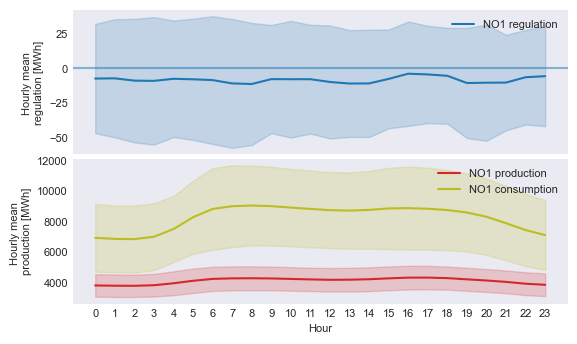 Hourly mean
regulation [MWh]
25
0
−25
−50
NO1 regulation
Hourly mean
production [MWh]
12000
10000
8000
6000
4000
NO1 production
NO1 consumption
0 1 2 3 4 5 6 7 8 9 10 11 12 13 14 15 16 17 18 19 20 21 22 23
Hour